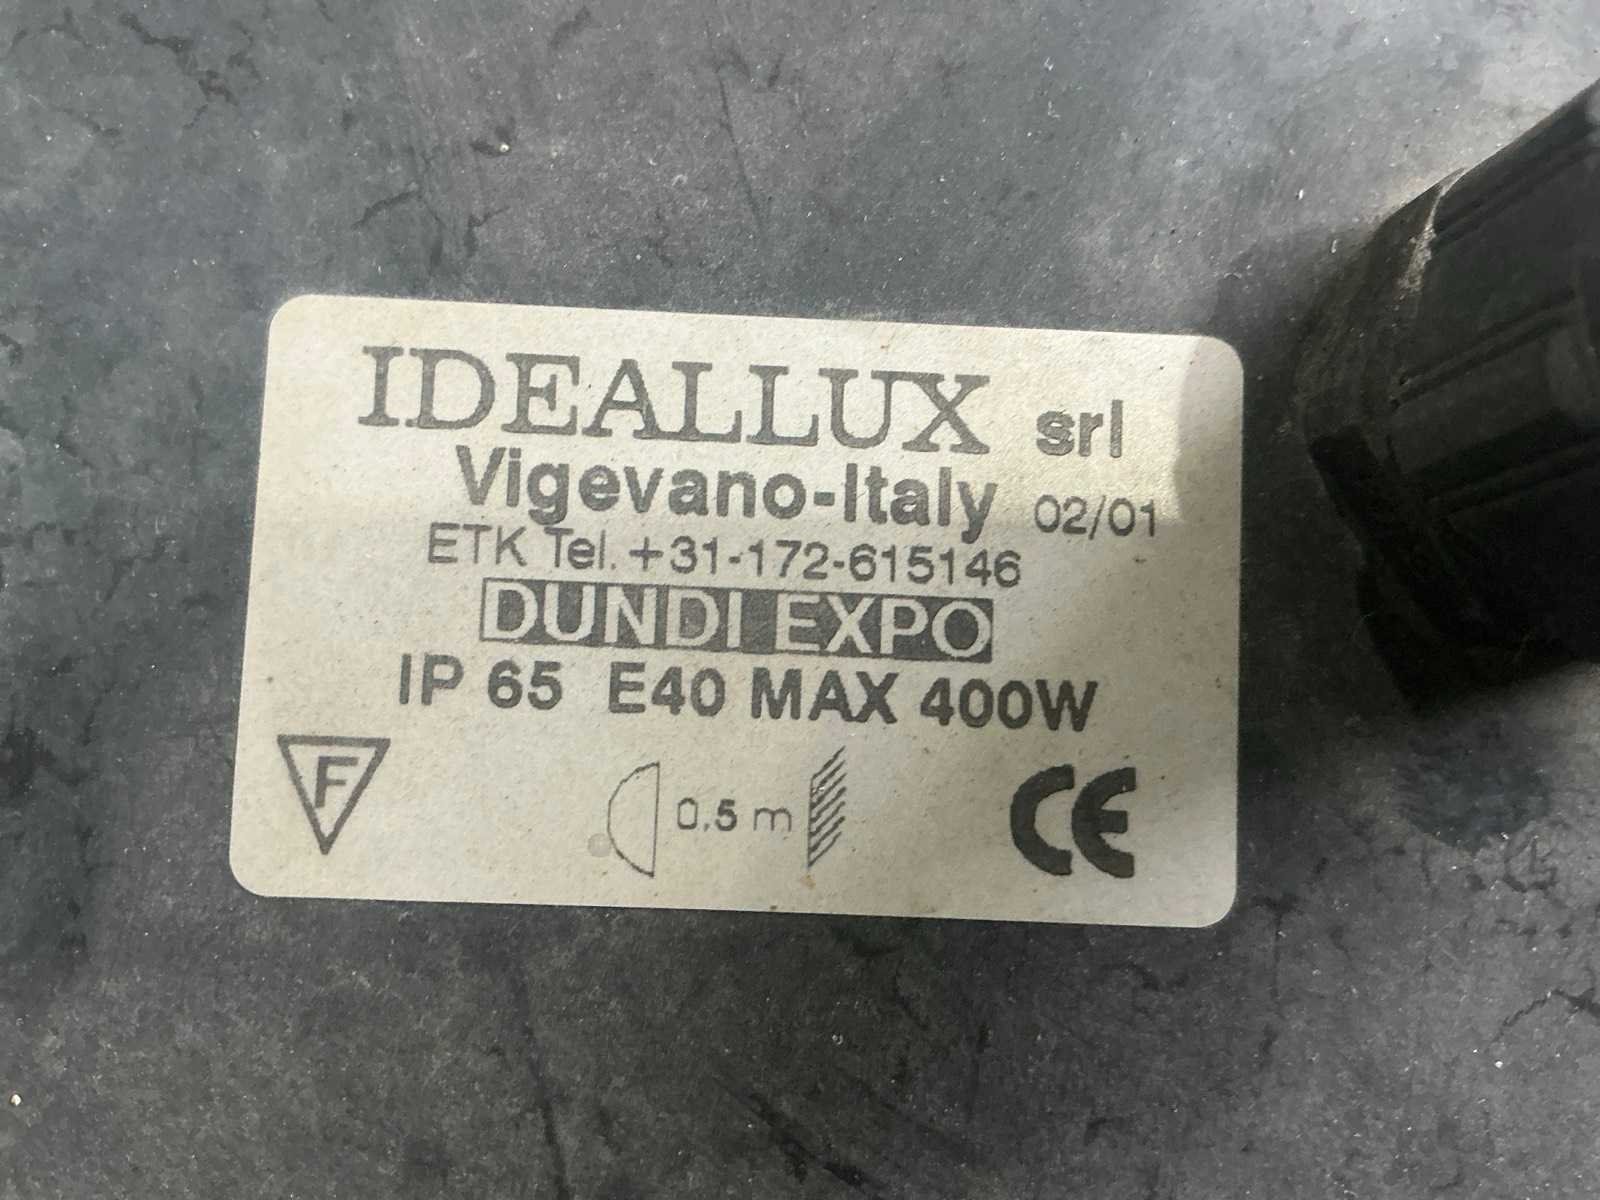 IDEALLUX srl
Vigevano-Italy 02/01
ETK Tel. +31-172-615146
DUNDI EXPO
IP 65 E40 MAX 400W
F
0,5 m
CE